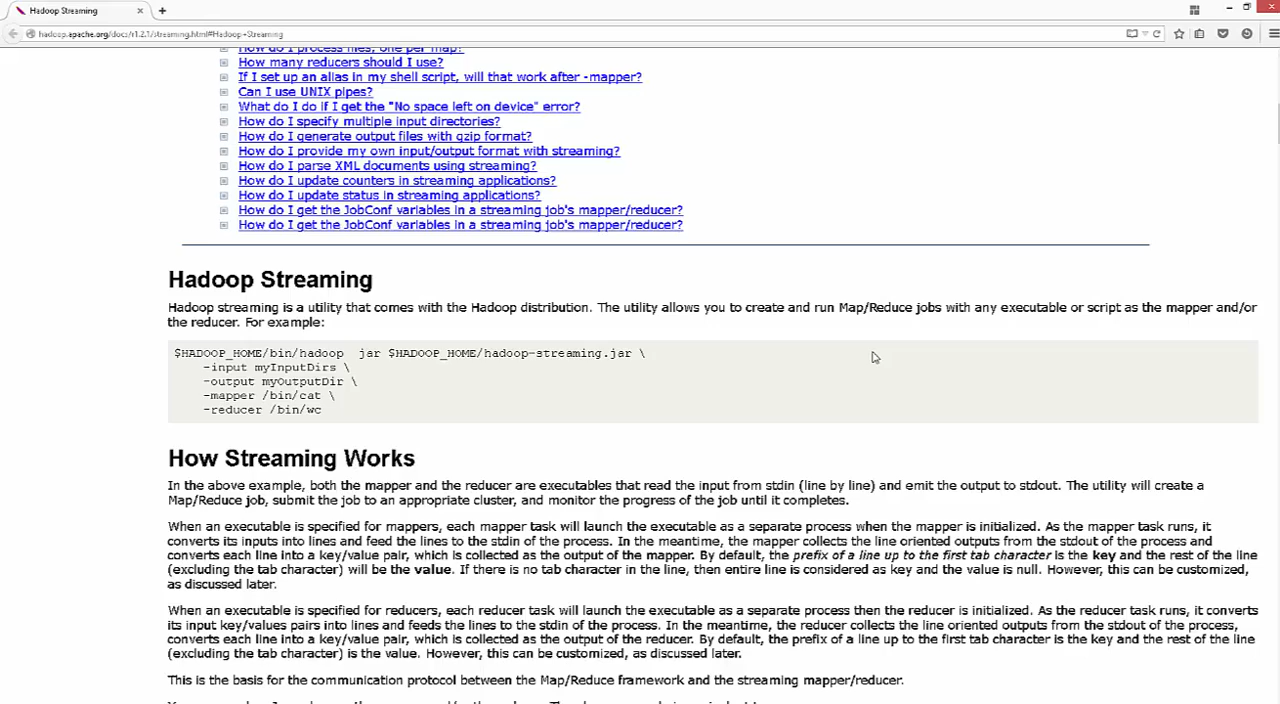 Hadoop Streaming
hadoop.apache.org/docs/r1.2.1/streaming.html#Hadoop+Streaming
How do I process files, one per map?
How many reducers should I use?
If I set up an alias in my shell script, will that work after -mapper?
Can I use UNIX pipes?
What do I do if I get the "No space left on device" error?
How do I specify multiple input directories?
How do I generate output files with gzip format?
How do I provide my own input/output format with streaming?
How do I parse XML documents using streaming?
How do I update counters in streaming applications?
How do I update status in streaming applications?
How do I get the JobConf variables in a streaming job's mapper/reducer?
How do I get the JobConf variables in a streaming job's mapper/reducer?
Hadoop Streaming
Hadoop streaming is a utility that comes with the Hadoop distribution. The utility allows you to create and run Map/Reduce jobs with any executable or script as the mapper and/or
the reducer. For example:
$HADOOP_HOME/bin/hadoop  jar $HADOOP_HOME/hadoop-streaming.jar \
-input myInputDirs \
-output myOutputDir \
-mapper /bin/cat \
-reducer /bin/wc
How Streaming Works
In the above example, both the mapper and the reducer are executables that read the input from stdin (line by line) and emit the output to stdout. The utility will create a
Map/Reduce job, submit the job to an appropriate cluster, and monitor the progress of the job until it completes.
When an executable is specified for mappers, each mapper task will launch the executable as a separate process when the mapper is initialized. As the mapper task runs, it
converts its inputs into lines and feed the lines to the stdin of the process. In the meantime, the mapper collects the line oriented outputs from the stdout of the process and
converts each line into a key/value pair, which is collected as the output of the mapper. By default, the prefix of a line up to the first tab character is the key and the rest of the line
(excluding the tab character) will be the value. If there is no tab character in the line, then entire line is considered as key and the value is null. However, this can be customized,
as discussed later.
When an executable is specified for reducers, each reducer task will launch the executable as a separate process then the reducer is initialized. As the reducer task runs, it converts
its input key/values pairs into lines and feeds the lines to the stdin of the process. In the meantime, the reducer collects the line oriented outputs from the stdout of the process,
converts each line into a key/value pair, which is collected as the output of the reducer. By default, the prefix of a line up to the first tab character is the key and the rest of the line
(excluding the tab character) is the value. However, this can be customized, as discussed later.
This is the basis for the communication protocol between the Map/Reduce framework and the streaming mapper/reducer.